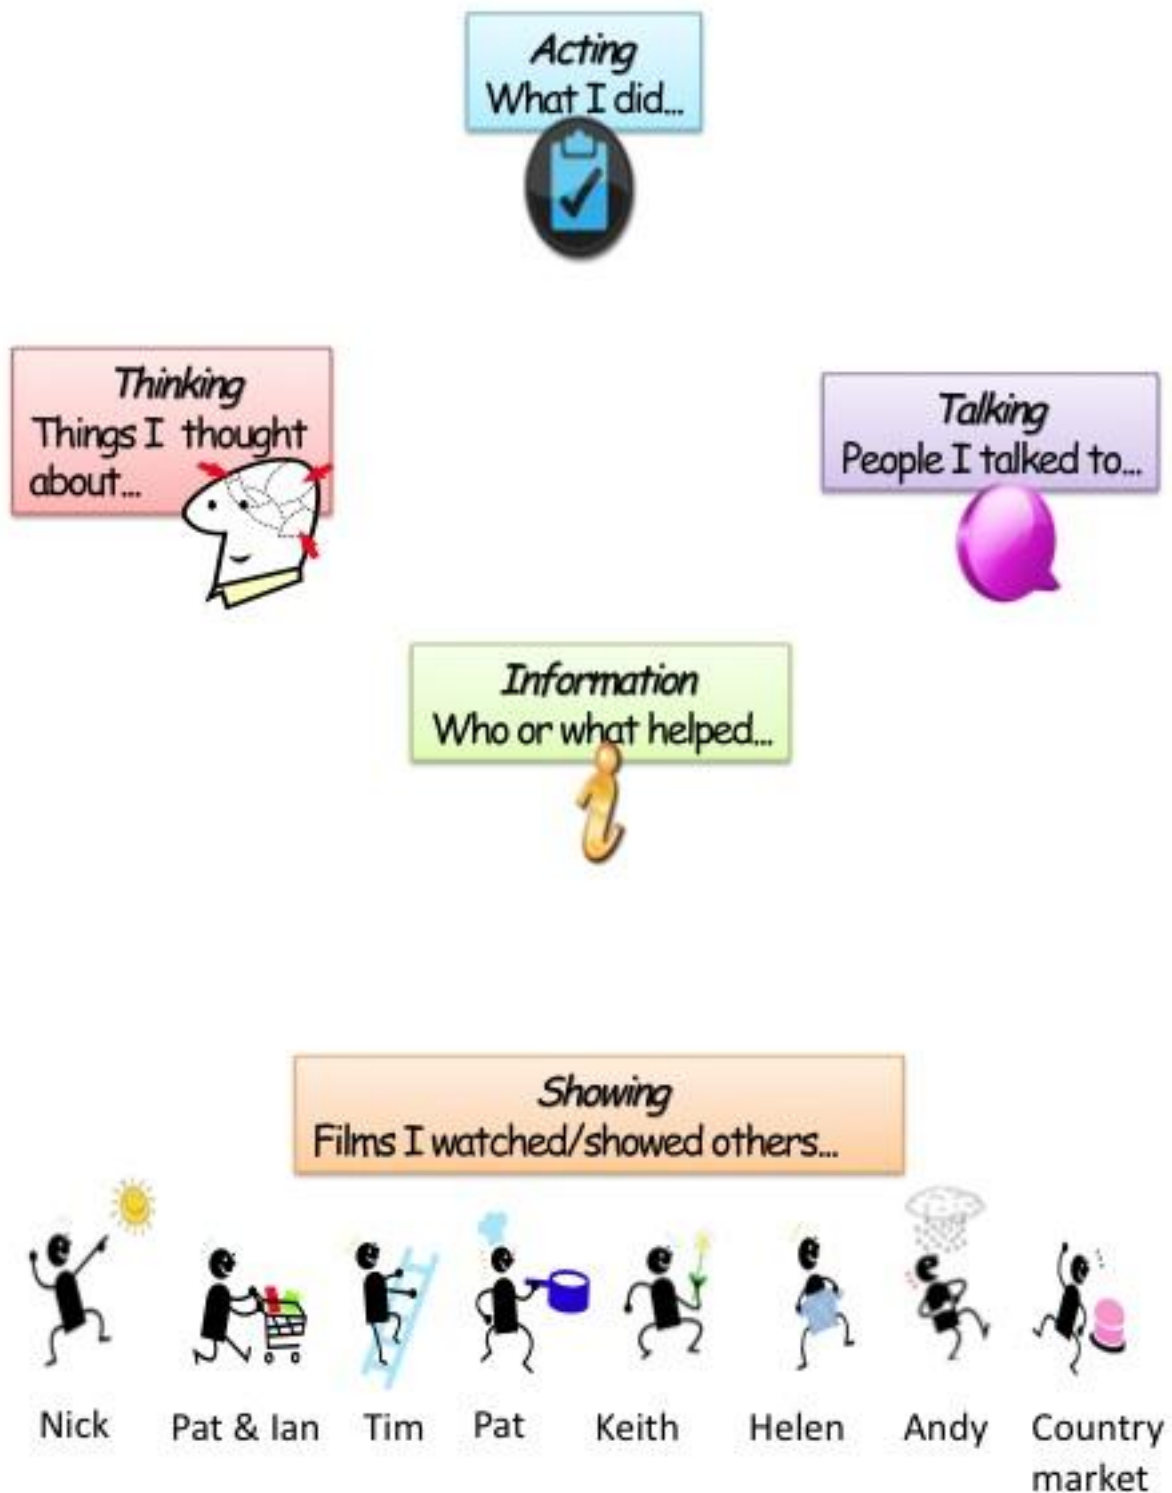 Acting
What I did...
Thinking
Things I thought
about...
Talking
People I talked to...
Information
Who or what helped...
Showing
Films I watched/showed others...
Nick
Pat & Ian
Tim
Pat
Keith
Helen
Andy
Country
market